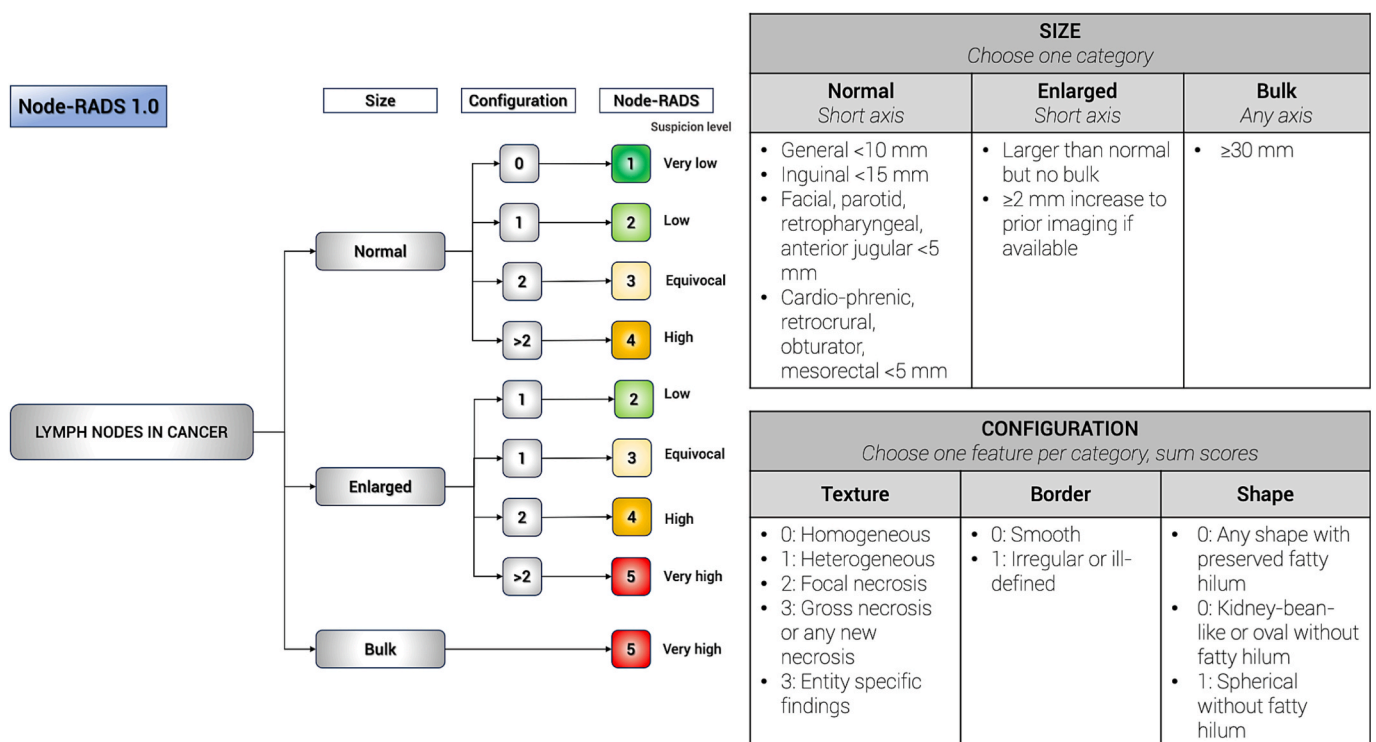 Node-RADS 1.0
Size
Configuration
Node-RADS
Suspicion level
LYMPH NODES IN CANCER
Normal
0
1
Very low
1
2
Low
2
3
Equivocal
>2
4
High
Enlarged
1
2
Low
1
3
Equivocal
2
4
High
>2
5
Very high
Bulk
5
Very high
SIZE
Choose one category
Normal
Short axis
• General <10 mm
• Inguinal <15 mm
• Facial, parotid,
retropharyngeal,
anterior jugular <5
mm
• Cardio-phrenic,
retrocrural,
obturator,
mesorectal <5 mm
Enlarged
Short axis
• Larger than normal
but no bulk
• ≥2 mm increase to
prior imaging if
available
Bulk
Any axis
• ≥30 mm
CONFIGURATION
Choose one feature per category, sum scores
Texture
• 0: Homogeneous
• 1: Heterogeneous
• 2: Focal necrosis
• 3: Gross necrosis
or any new
necrosis
• 3: Entity specific
findings
Border
• 0: Smooth
• 1: Irregular or ill-
defined
Shape
• 0: Any shape with
preserved fatty
hilum
• 0: Kidney-bean-
like or oval without
fatty hilum
• 1: Spherical
without fatty
hilum